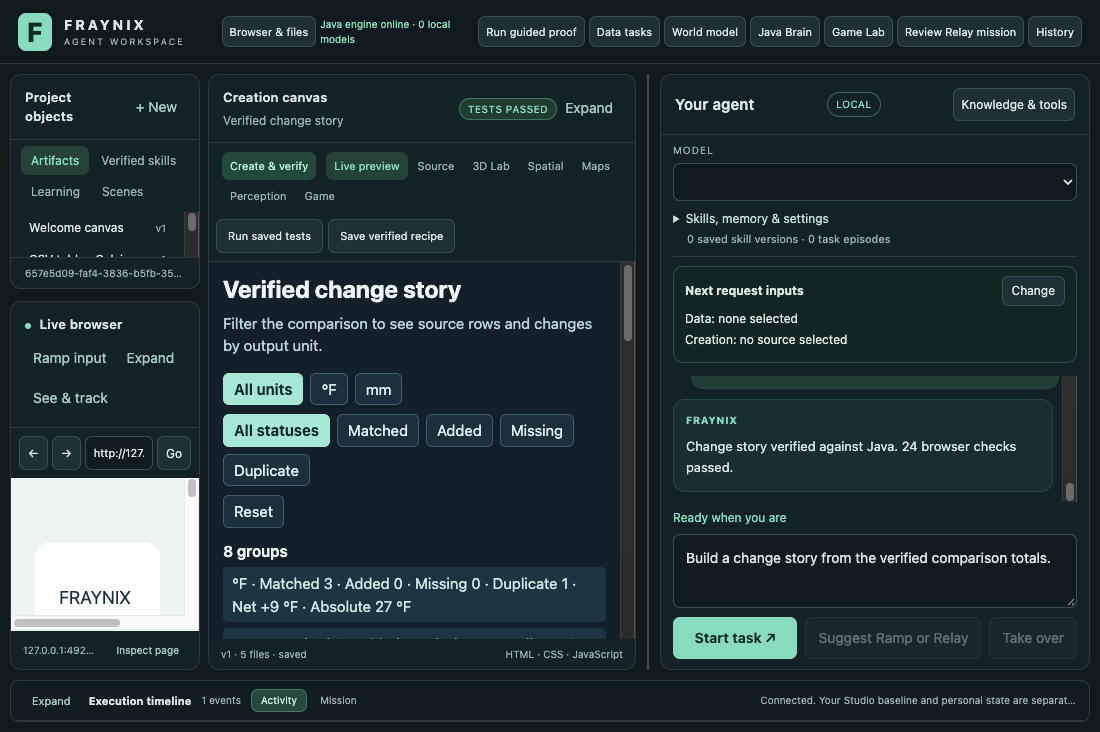 F
FRAYNIX
AGENT WORKSPACE
Browser & files
Java engine online · 0 local
models
Run guided proof
Data tasks
World model
Java Brain
Game Lab
Review Relay mission
History
Project
objects
+ New
Artifacts
Verified skills
Learning
Scenes
Welcome canvas
v1
657e5d09-faf4-3836-b5fb-35...
Live browser
Ramp input
Expand
See & track
←
→
http://127.
Go
FRAYNIX
127.0.0.1:492...
Inspect page
Creation canvas
Verified change story
TESTS PASSED
Expand
Create & verify
Live preview
Source
3D Lab
Spatial
Maps
Perception
Game
Run saved tests
Save verified recipe
Verified change story
Filter the comparison to see source rows and changes
by output unit.
All units
°F
mm
All statuses
Matched
Added
Missing
Duplicate
Reset
8 groups
°F · Matched 3 · Added 0 · Missing 0 · Duplicate 1 ·
Net +9 °F · Absolute 27 °F
v1 · 5 files · saved
HTML · CSS · JavaScript
Your agent
LOCAL
Knowledge & tools
MODEL
Skills, memory & settings
0 saved skill versions · 0 task episodes
Next request inputs
Change
Data: none selected
Creation: no source selected
FRAYNIX
Change story verified against Java. 24 browser checks
passed.
Ready when you are
Build a change story from the verified comparison totals.
Start task ↗
Suggest Ramp or Relay
Take over
Expand
Execution timeline
1 events
Activity
Mission
Connected. Your Studio baseline and personal state are separat...